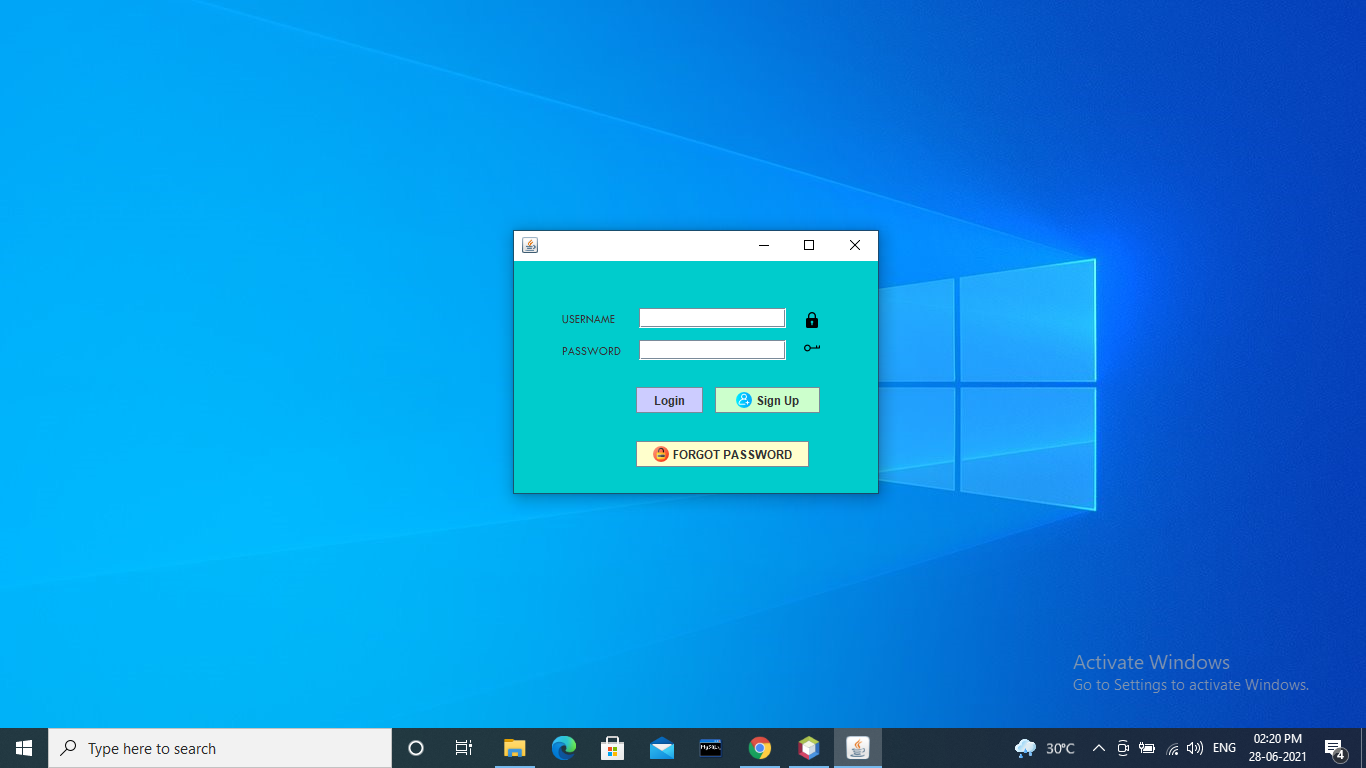 USERNAME
PASSWORD
Login
Sign Up
FORGOT PASSWORD
Activate Windows
Go to Settings to activate Windows.
Type here to search
MySQL
30°C
ENG
02:20 PM
28-06-2021
4